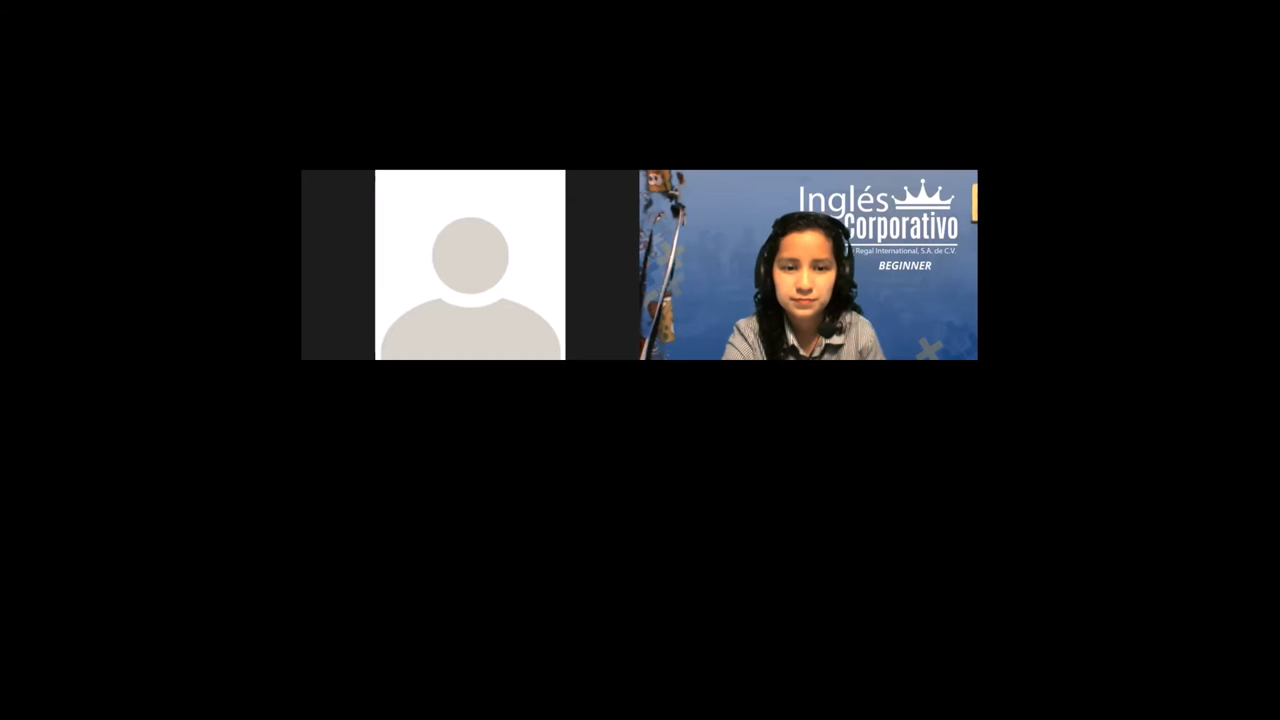 Inglés
Corporativo
Regal International, S.A. de C.V.
BEGINNER